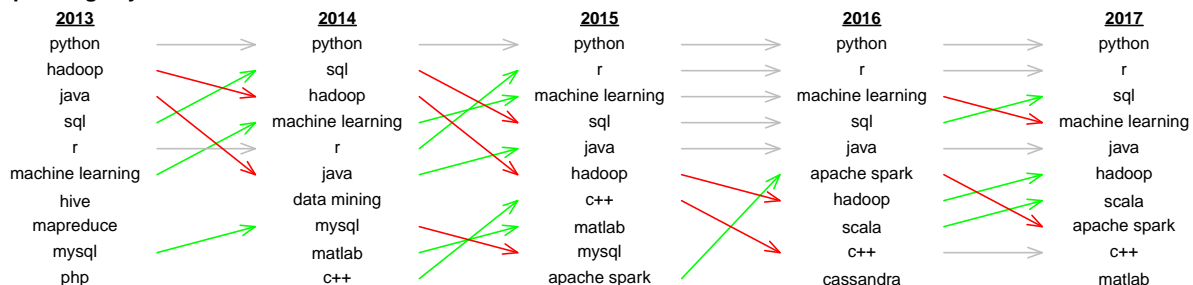 2013 2014 2015 2016 2017
python python python python python
hadoop sql r r r
java hadoop machine learning machine learning sql
sql machine learning sql sql machine learning
r r java java java
machine learning java hadoop apache spark hadoop
hive data mining c++ hadoop scala
mapreduce mysql matlab scala apache spark
mysql matlab mysql c++ c++
php c++ apache spark cassandra matlab